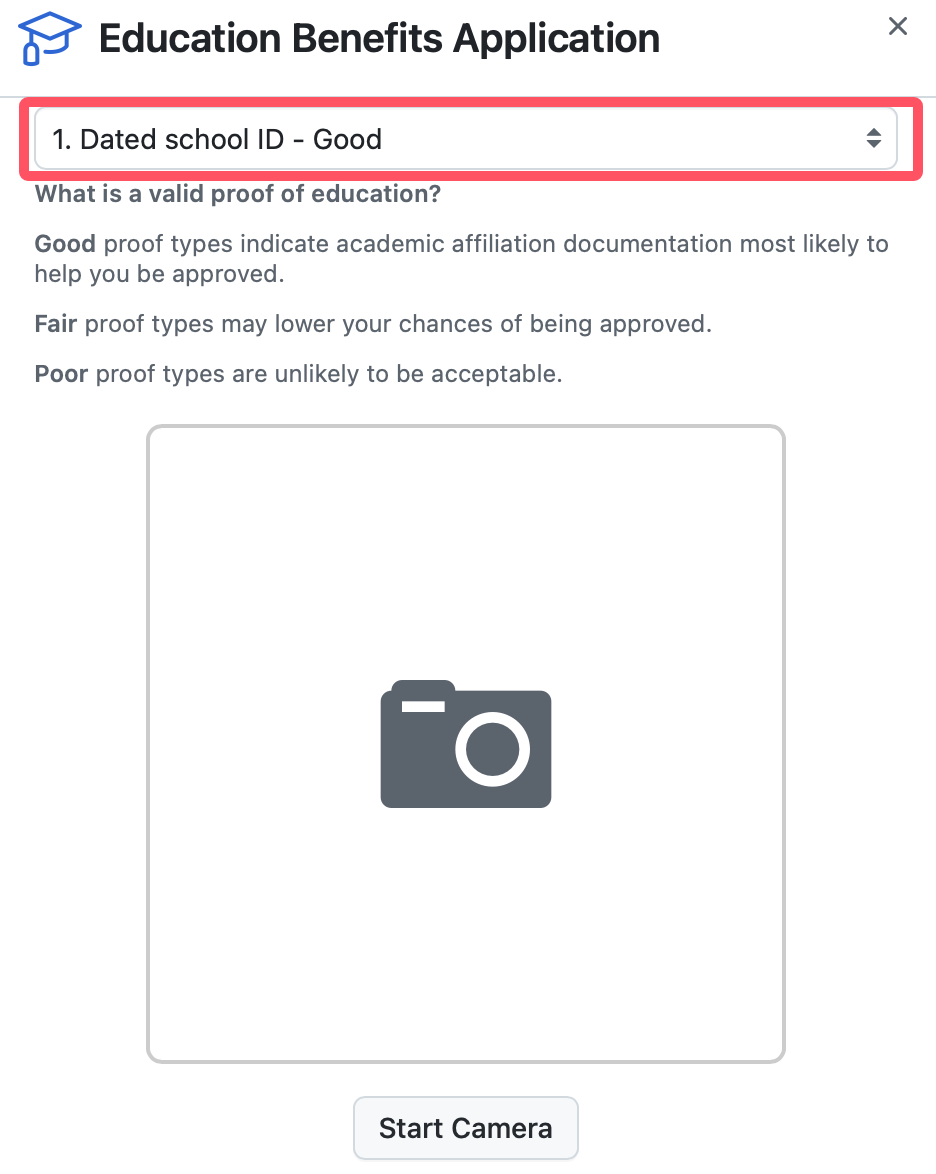 Education Benefits Application
1. Dated school ID - Good
What is a valid proof of education?
Good proof types indicate academic affiliation documentation most likely to
help you be approved.
Fair proof types may lower your chances of being approved.
Poor proof types are unlikely to be acceptable.
Start Camera